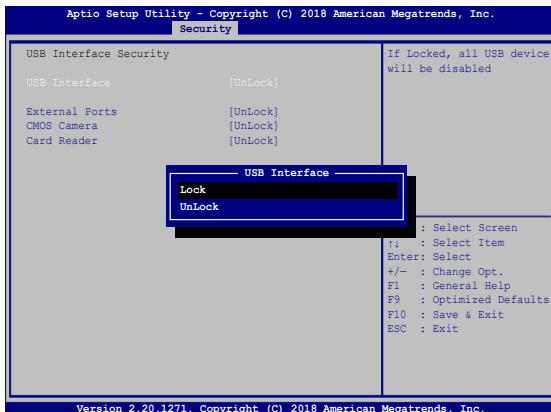 Aptio Setup Utility - Copyright (C) 2018 American Megatrends, Inc.
Security
USB Interface Security
USB Interface [UnLock]
External Ports [UnLock]
CMOS Camera [UnLock]
Card Reader [UnLock]
If Locked, all USB device
will be disabled
USB Interface
Lock
UnLock
: Select Screen
↑↓ : Select Item
Enter: Select
+/— : Change Opt.
F1 : General Help
F9 : Optimized Defaults
F10 : Save & Exit
ESC : Exit
Version 2.20.1271. Copyright (C) 2018 American Megatrends, Inc.